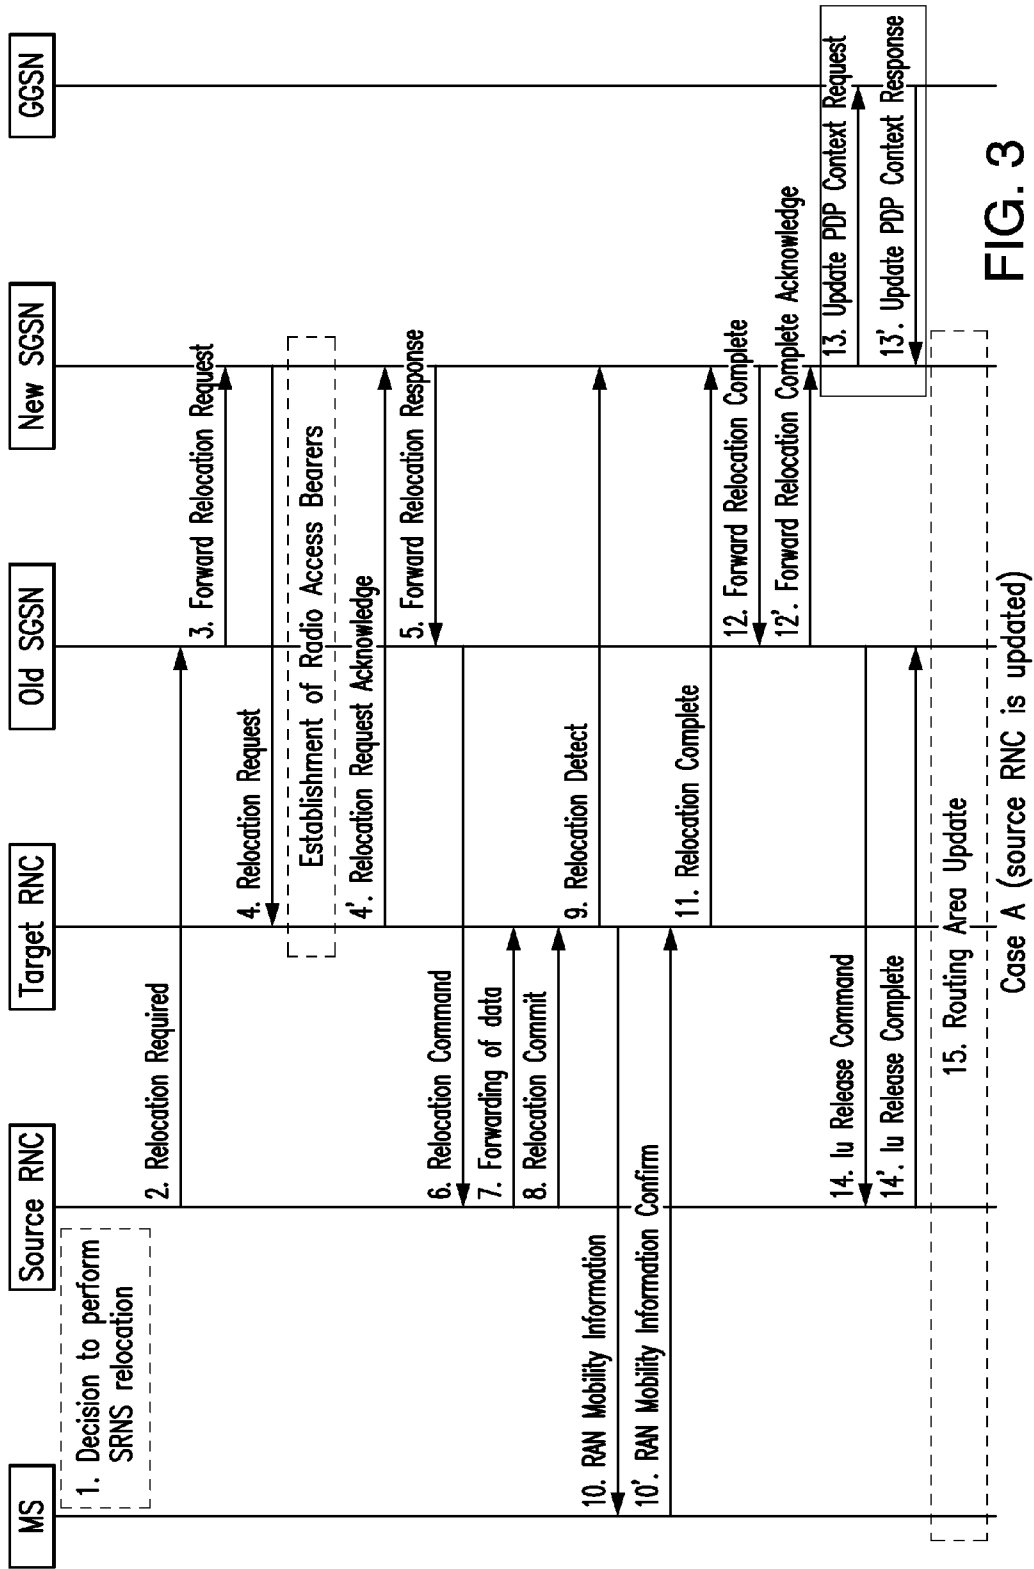 MS
Source RNC
Target RNC
Old SGSN
New SGSN
GGSN
1. Decision to perform
SRNS relocation
2. Relocation Required
3. Forward Relocation Request
4. Relocation Request
Establishment of Radio Access Bearers
4'. Relocation Request Acknowledge
5. Forward Relocation Response
6. Relocation Command
7. Forwarding of data
8. Relocation Commit
9. Relocation Detect
10. RAN Mobility Information
10'. RAN Mobility Information Confirm
11. Relocation Complete
12. Forward Relocation Complete
12'. Forward Relocation Complete Acknowledge
13. Update PDP Context Request
14. Iu Release Command
13'. Update PDP Context Response
14'. Iu Release Complete
15. Routing Area Update
Case A (source RNC is updated)
FIG. 3